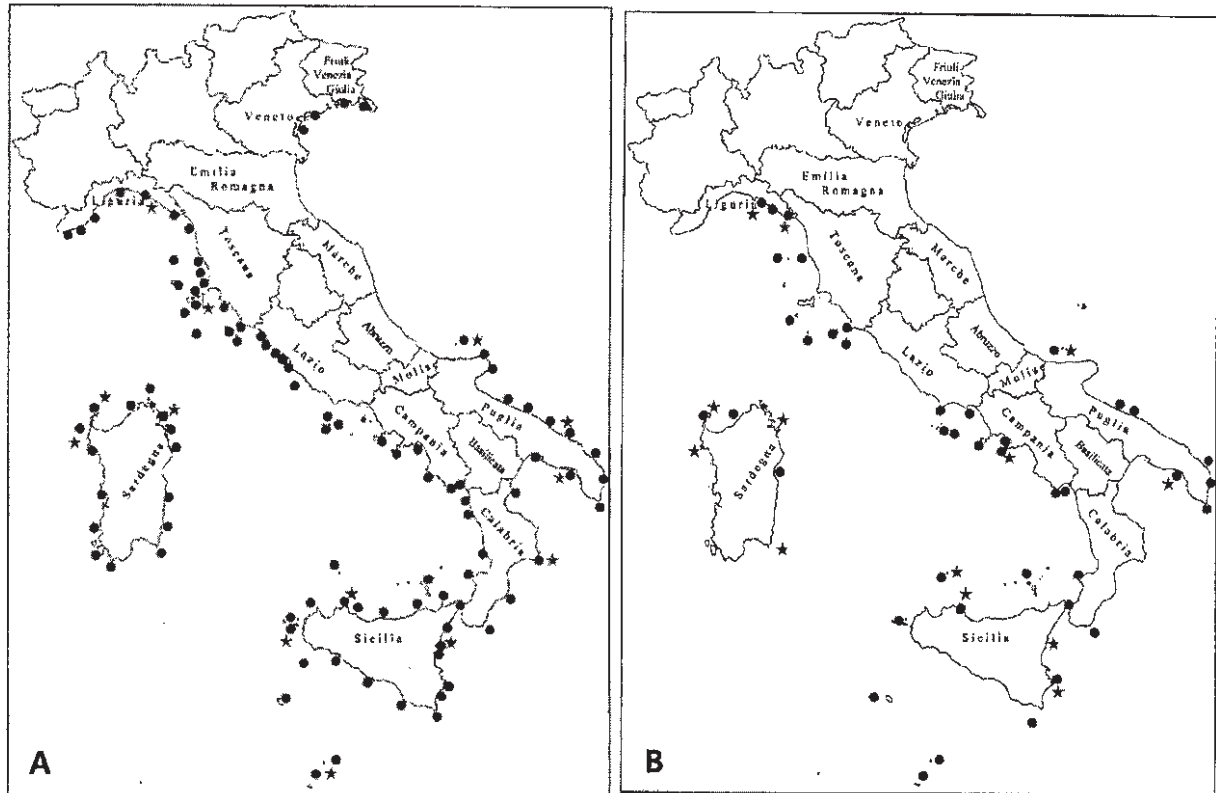 Friuli
Venezia
Giulia
Veneto
Emilia
Romagna
Liguria
Toscana
Marche
Abruzzo
Lazio
Molise
Campania
Puglia
Basilicata
Sardegna
Calabria
Sicilia
A
Friuli
Venezia
Giulia
Veneto
Emilia
Romagna
Liguria
Toscana
Marche
Abruzzo
Lazio
Molise
Campania
Puglia
Basilicata
Sardegna
Calabria
Sicilia
B